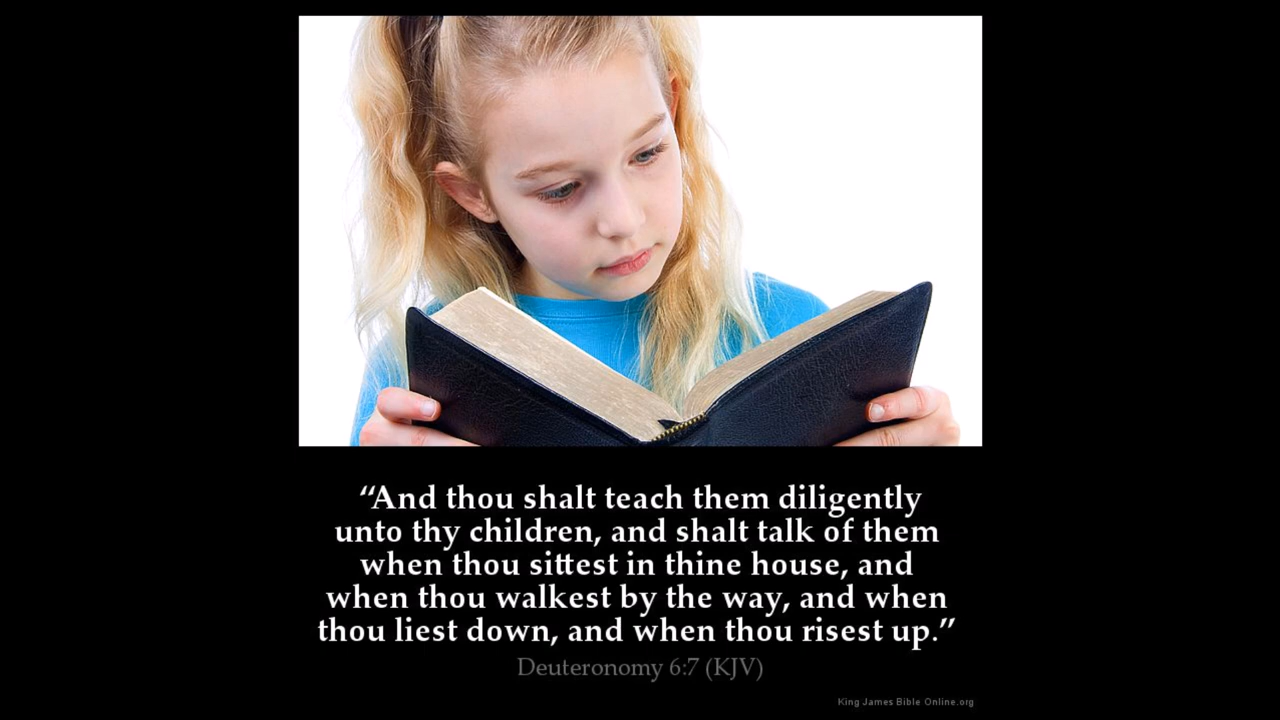 “And thou shalt teach them diligently
unto thy children, and shalt talk of them
when thou sittest in thine house, and
when thou walkest by the way, and when
thou liest down, and when thou risest up.”
Deuteronomy 6:7 (KJV)
King James Bible Online.org